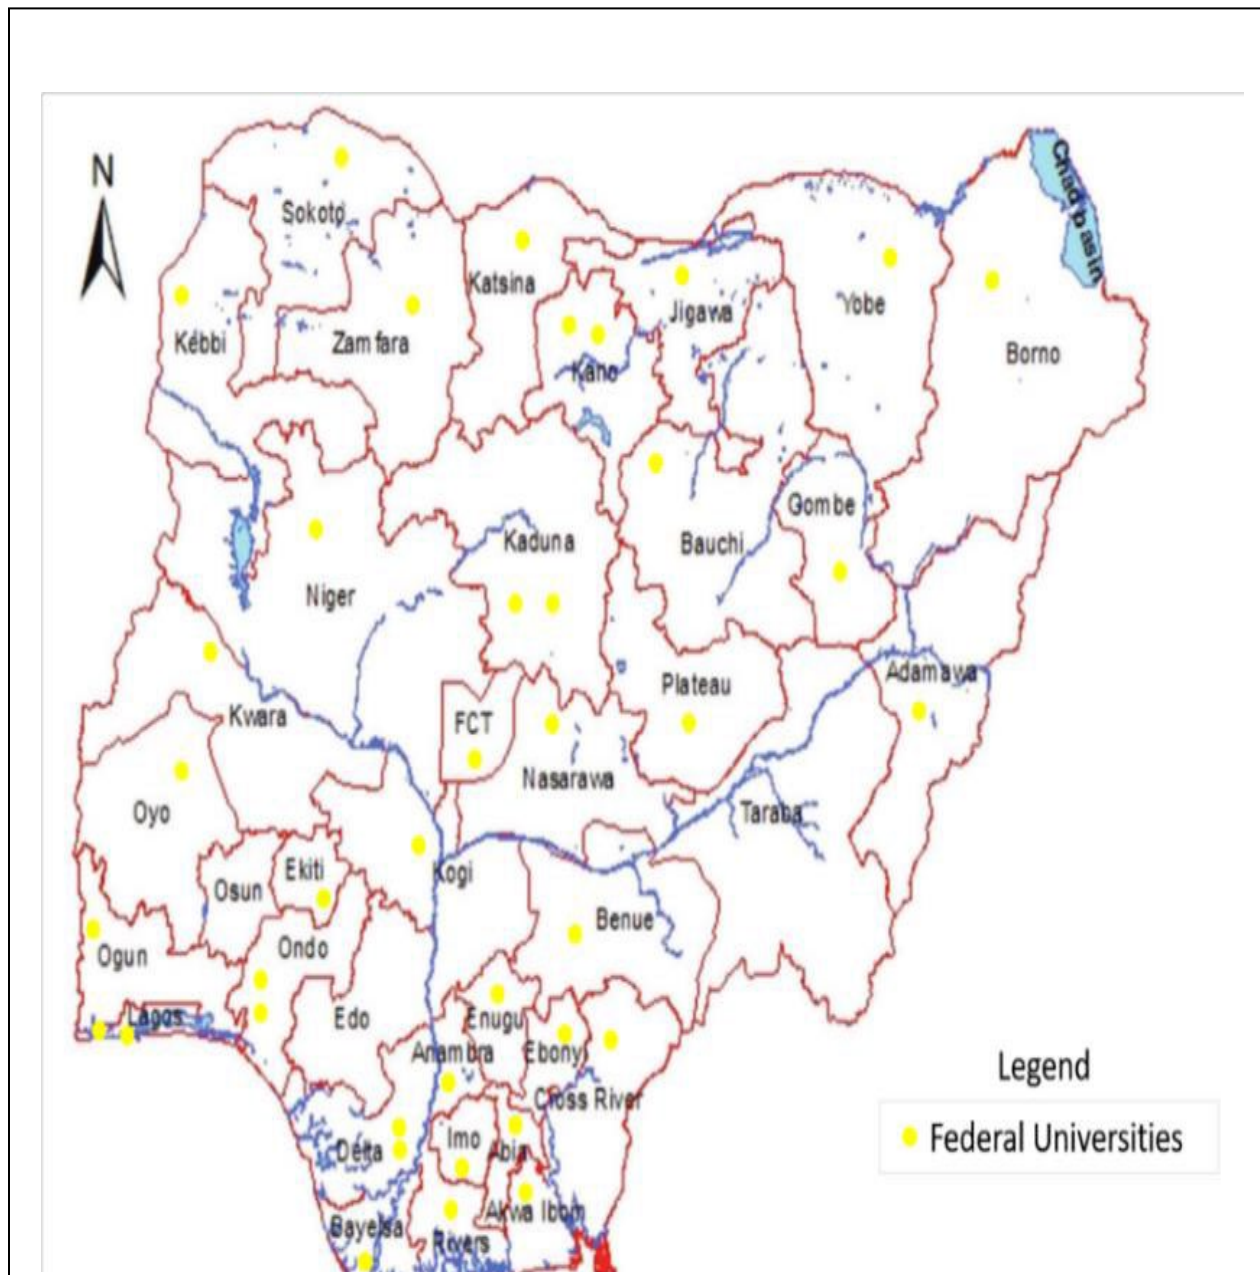 N
Chad basin
Sokoto
Katsina
Jigawa
Yobe
Kebbi
Zamfara
Kano
Borno
Gombe
Kaduna
Bauchi
Niger
Adamawa
Plateau
Kwara
FCT
Nasarawa
Oyo
Taraba
Ekiti
Kogi
Osun
Benue
Ondo
Ogun
Lagos
Edo
Enugu
Anambra
Ebonyi
Cross River
Imo
Abia
Delta
Akwa Ibom
Bayelsa
Rivers
Legend
Federal Universities